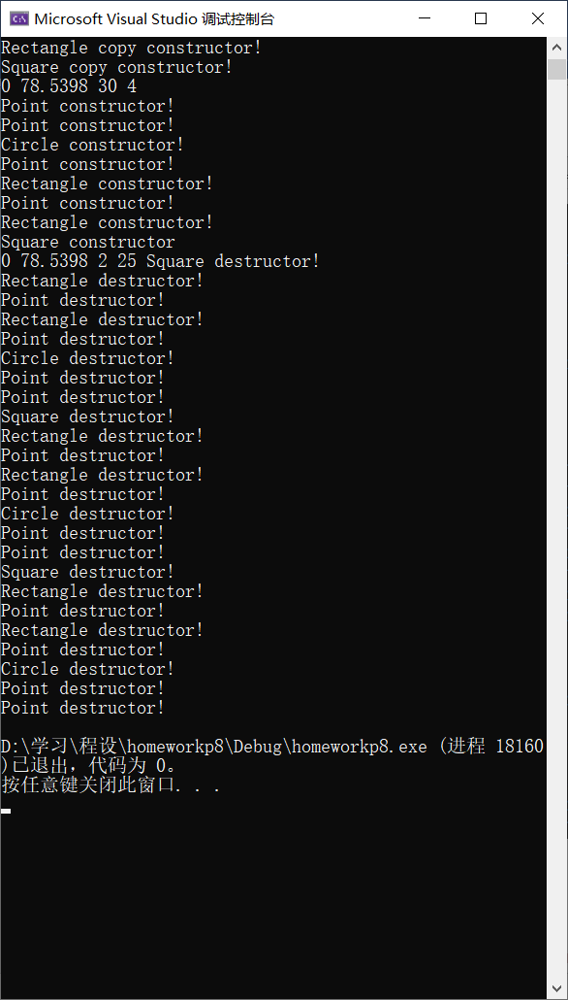 Microsoft Visual Studio 调试控制台
Rectangle copy constructor!
Square copy constructor!
0 78.5398 30 4
Point constructor!
Point constructor!
Circle constructor!
Point constructor!
Rectangle constructor!
Point constructor!
Rectangle constructor!
Square constructor
0 78.5398 2 25 Square destructor!
Rectangle destructor!
Point destructor!
Rectangle destructor!
Point destructor!
Circle destructor!
Point destructor!
Point destructor!
Square destructor!
Rectangle destructor!
Point destructor!
Rectangle destructor!
Point destructor!
Circle destructor!
Point destructor!
Point destructor!
Square destructor!
Rectangle destructor!
Point destructor!
Rectangle destructor!
Point destructor!
Circle destructor!
Point destructor!
Point destructor!
D:\学习\程设\homeworkp8\Debug\homeworkp8.exe (进程 18160
)已退出，代码为 0。
按任意键关闭此窗口. . .